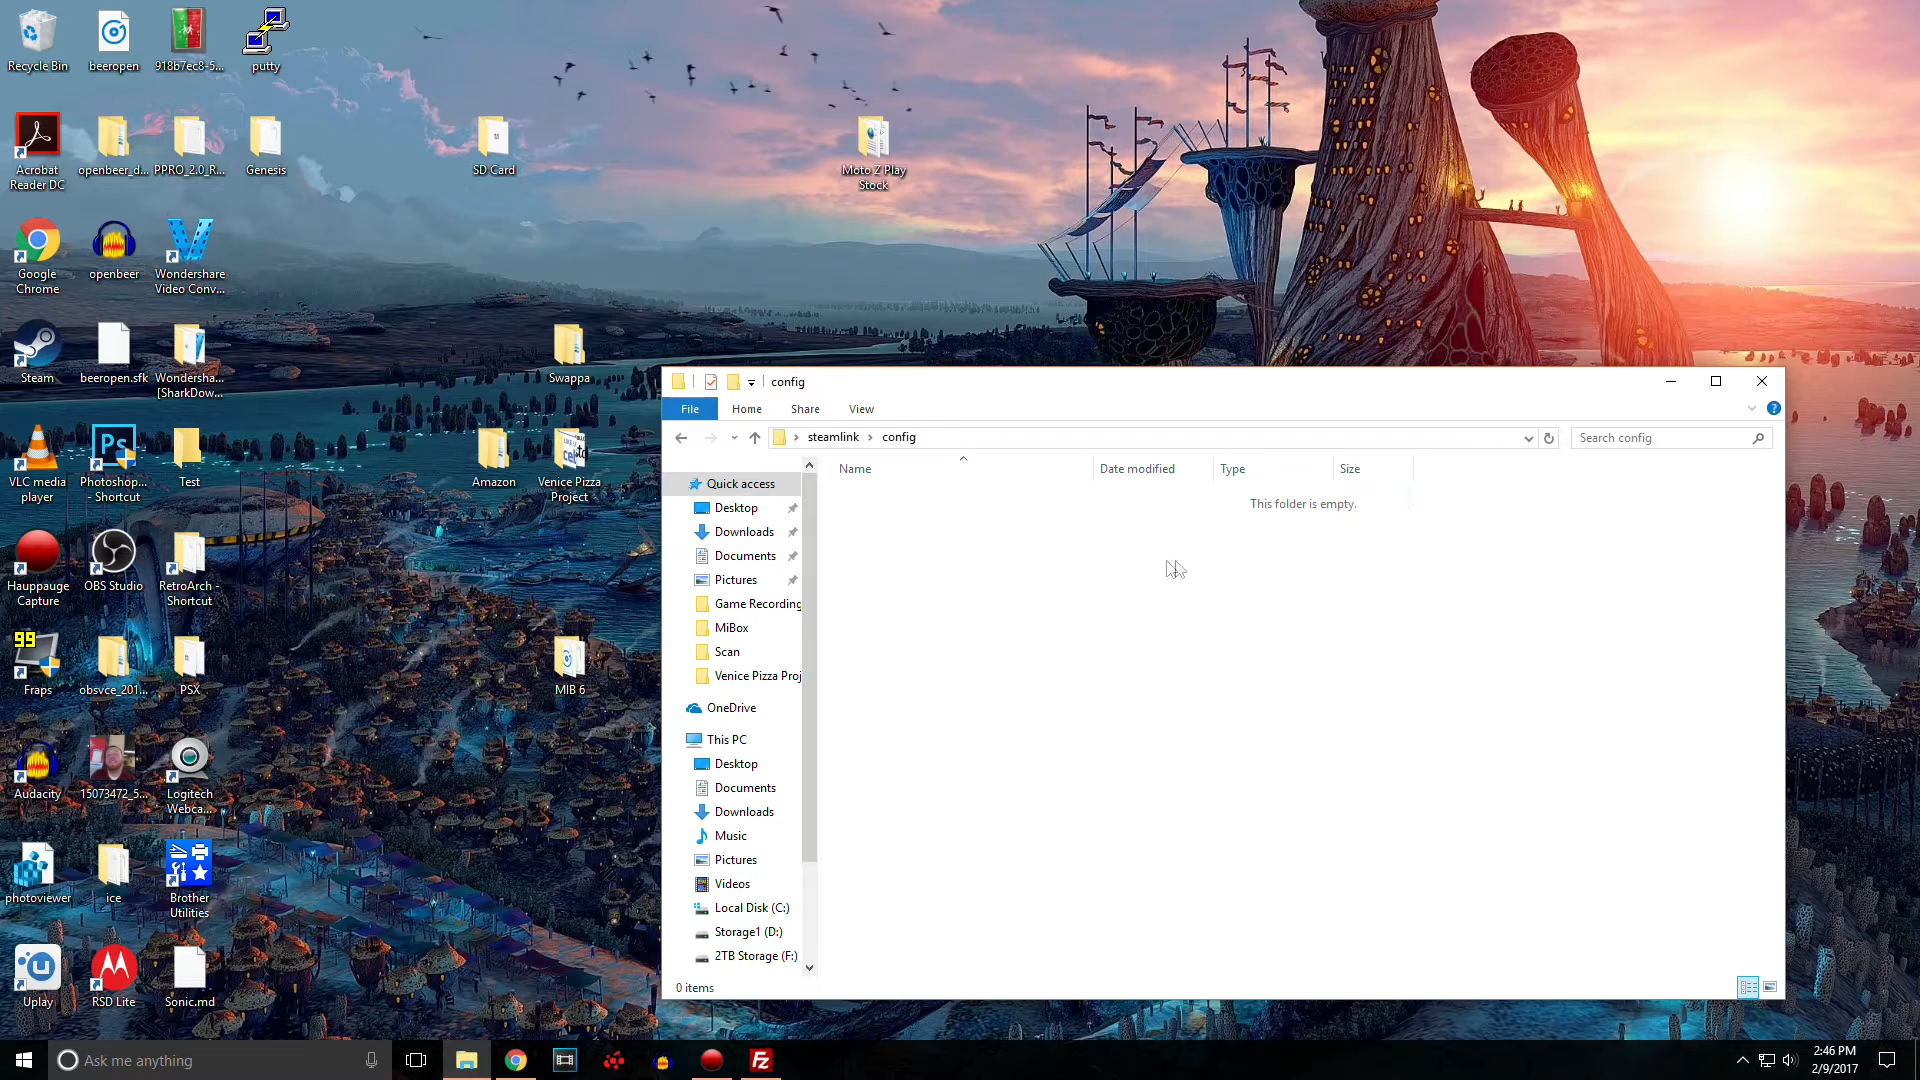 Recycle Bin
beeropen
918b7ec8-5...
putty
Acrobat
Reader DC
openbeer_d...
PPRO_2.0_R...
Genesis
SD Card
Moto Z Play
Stock
Google
Chrome
openbeer
Wondershare
Video Conv...
Steam
beeropen.sfk
Wondersha...
[SharkDow...
Swappa
VLC media
player
Ps
Photoshop...
- Shortcut
Test
Amazon
Venice Pizza
Project
Hauppauge
Capture
OBS Studio
RetroArch -
Shortcut
99
Fraps
obsvce_201...
PSX
MIB 6
Audacity
15073472_5...
Logitech
Webca...
photoviewer
ice
Brother
Utilities
Uplay
RSD Lite
Sonic.md
config
File
Home
Share
View
steamlink
config
Search config
Name
Date modified
Type
Size
This folder is empty.
Quick access
Desktop
Downloads
Documents
Pictures
Game Recording
MiBox
Scan
Venice Pizza Proj
OneDrive
This PC
Desktop
Documents
Downloads
Music
Pictures
Videos
Local Disk (C:)
Storage1 (D:)
2TB Storage (F:)
0 items
Ask me anything
Fz
2:46 PM
2/9/2017